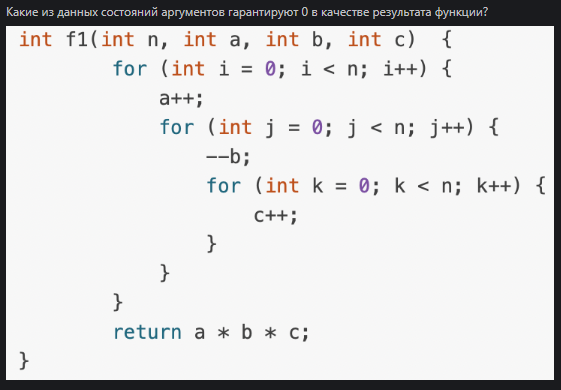 Какие из данных состояний аргументов гарантируют 0 в качестве результата функции?
int f1(int n, int a, int b, int c)  {
        for (int i = 0; i < n; i++) {
            a++;
            for (int j = 0; j < n; j++) {
                --b;
                for (int k = 0; k < n; k++) {
                    c++;
                }
            }
        }
        return a * b * c;
}